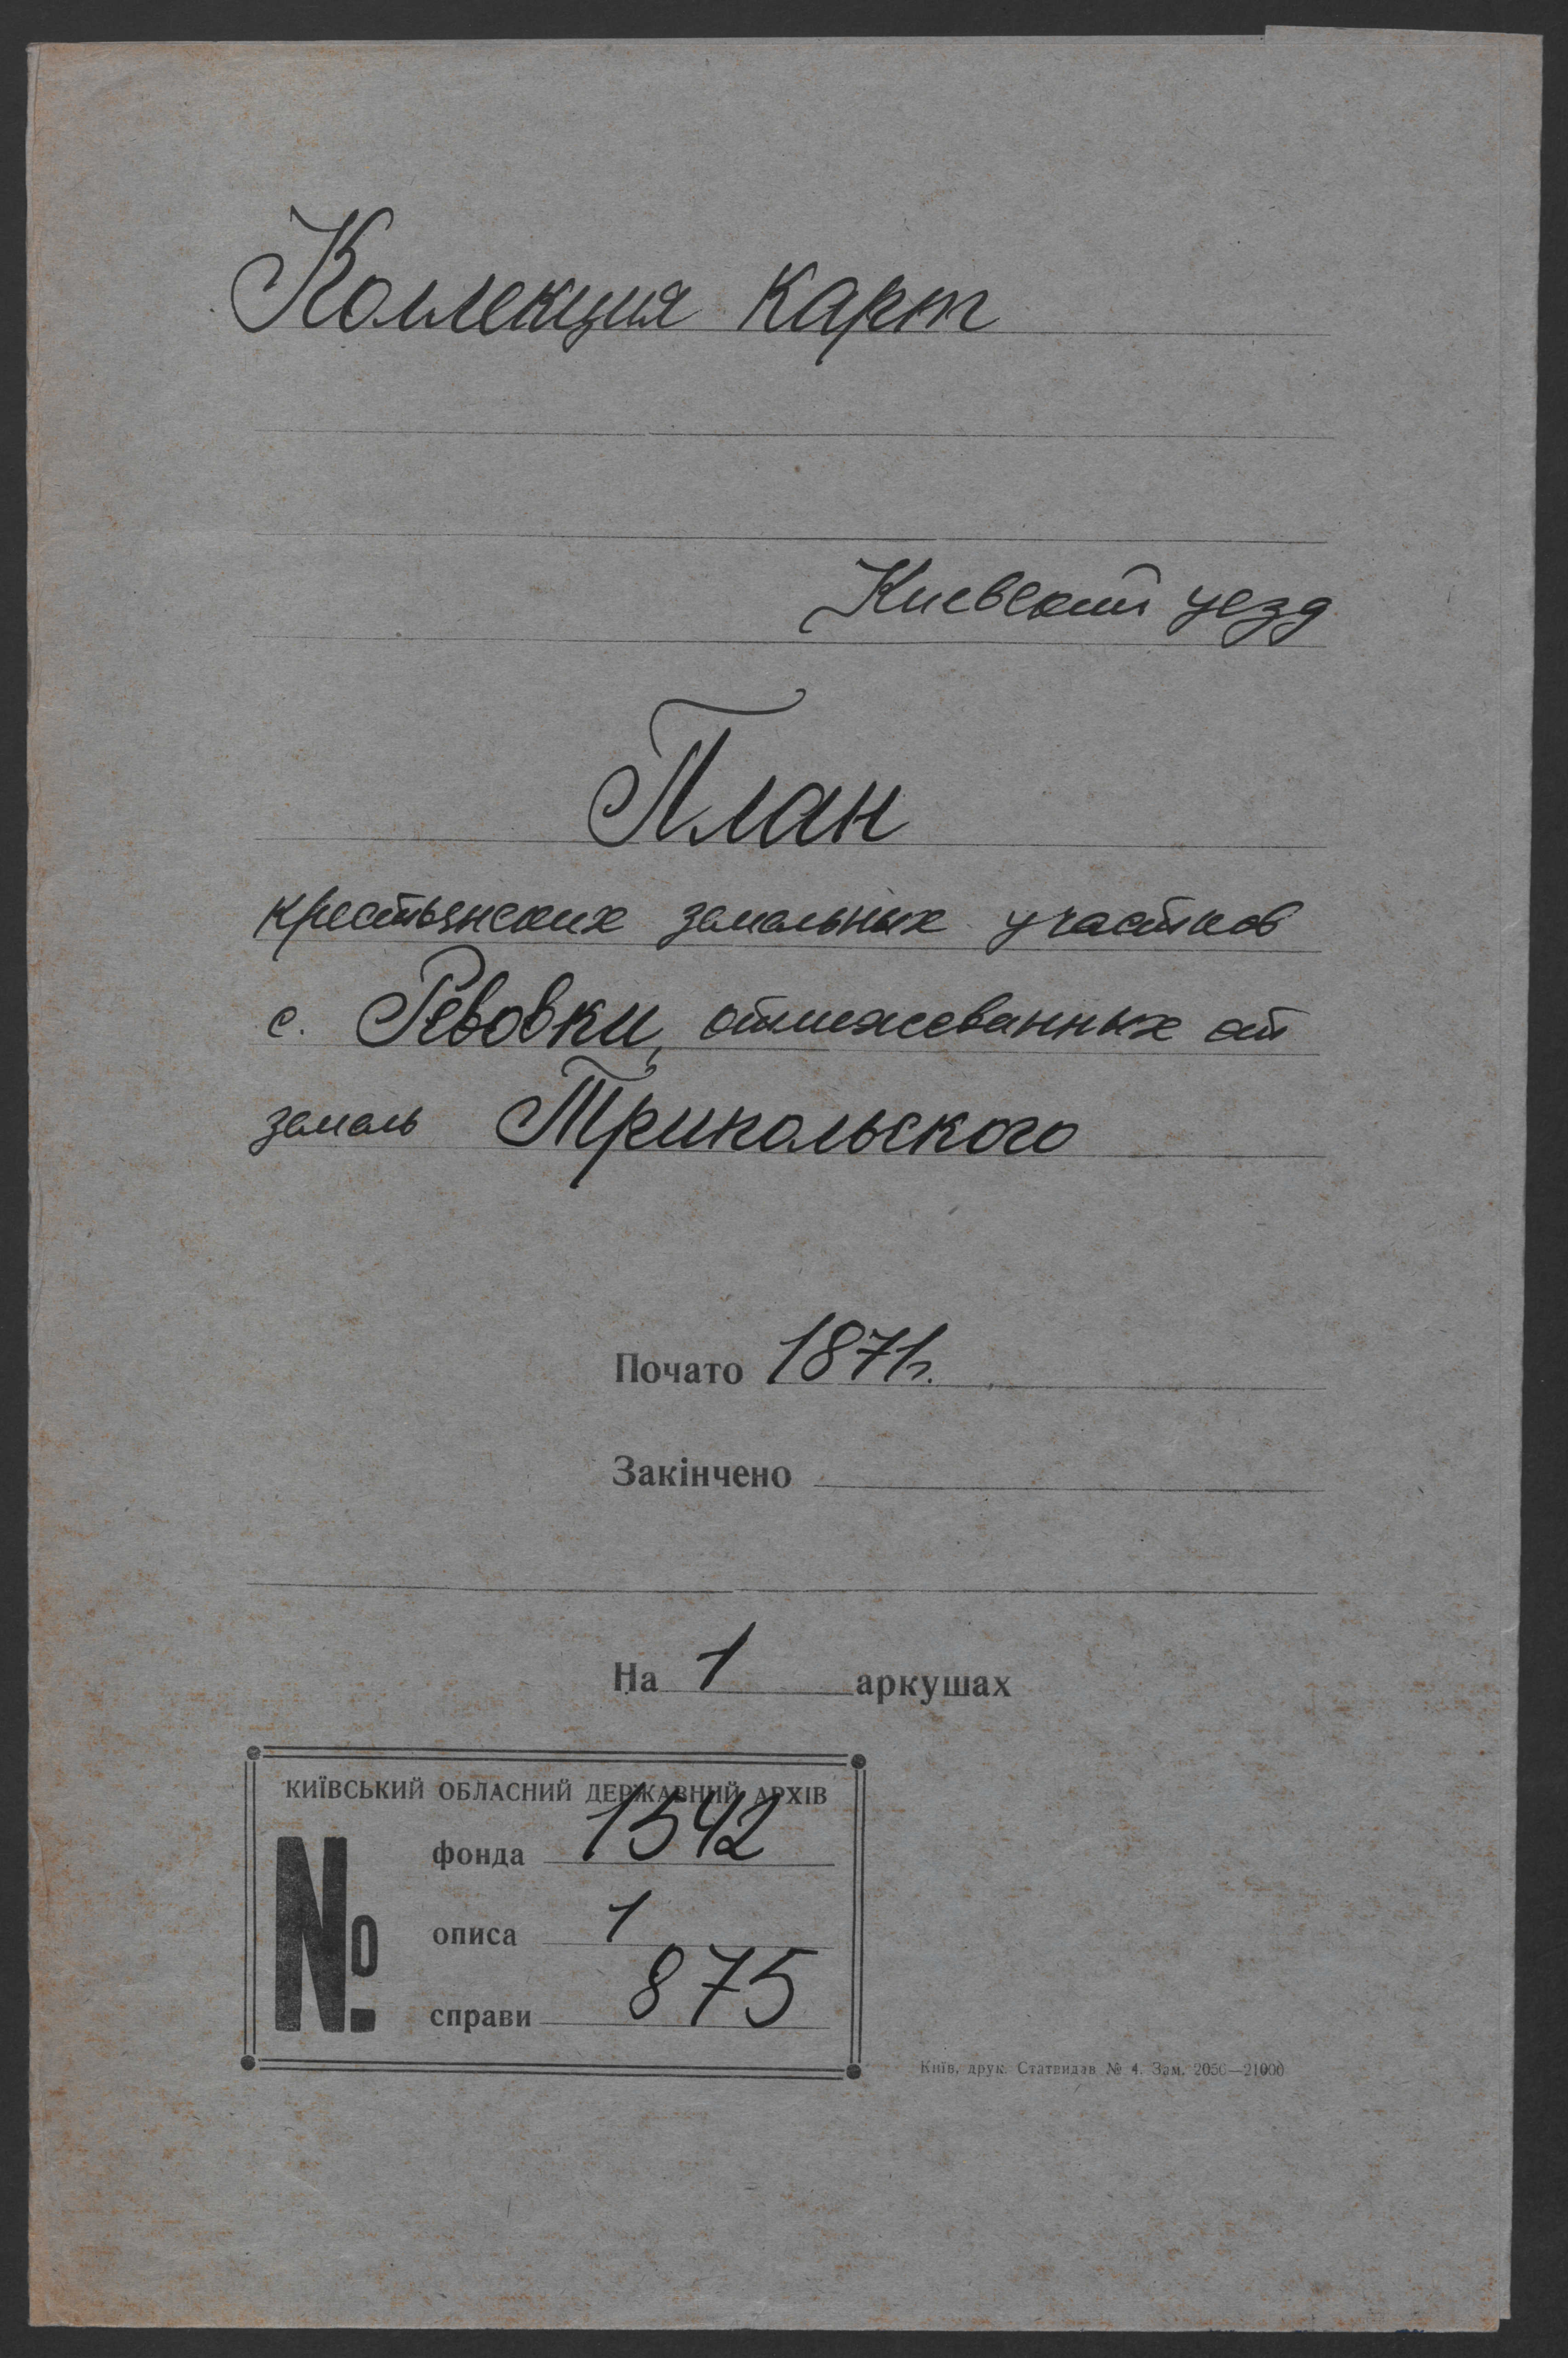 Коллекция карт
Киевский уезд
План
крестьянских земельных участков
с. Ревовки, отмежеванных от
земель Трипольского
Почато 1871г.
Закінчено
На 1 аркушах
КИЇВСЬКИЙ ОБЛАСНИЙ ДЕРЖАВНИЙ АРХІВ
№
фонда 1542
описа 1
справи 875
Київ, друк. Статвидав № 4. Зам. 2050—21000